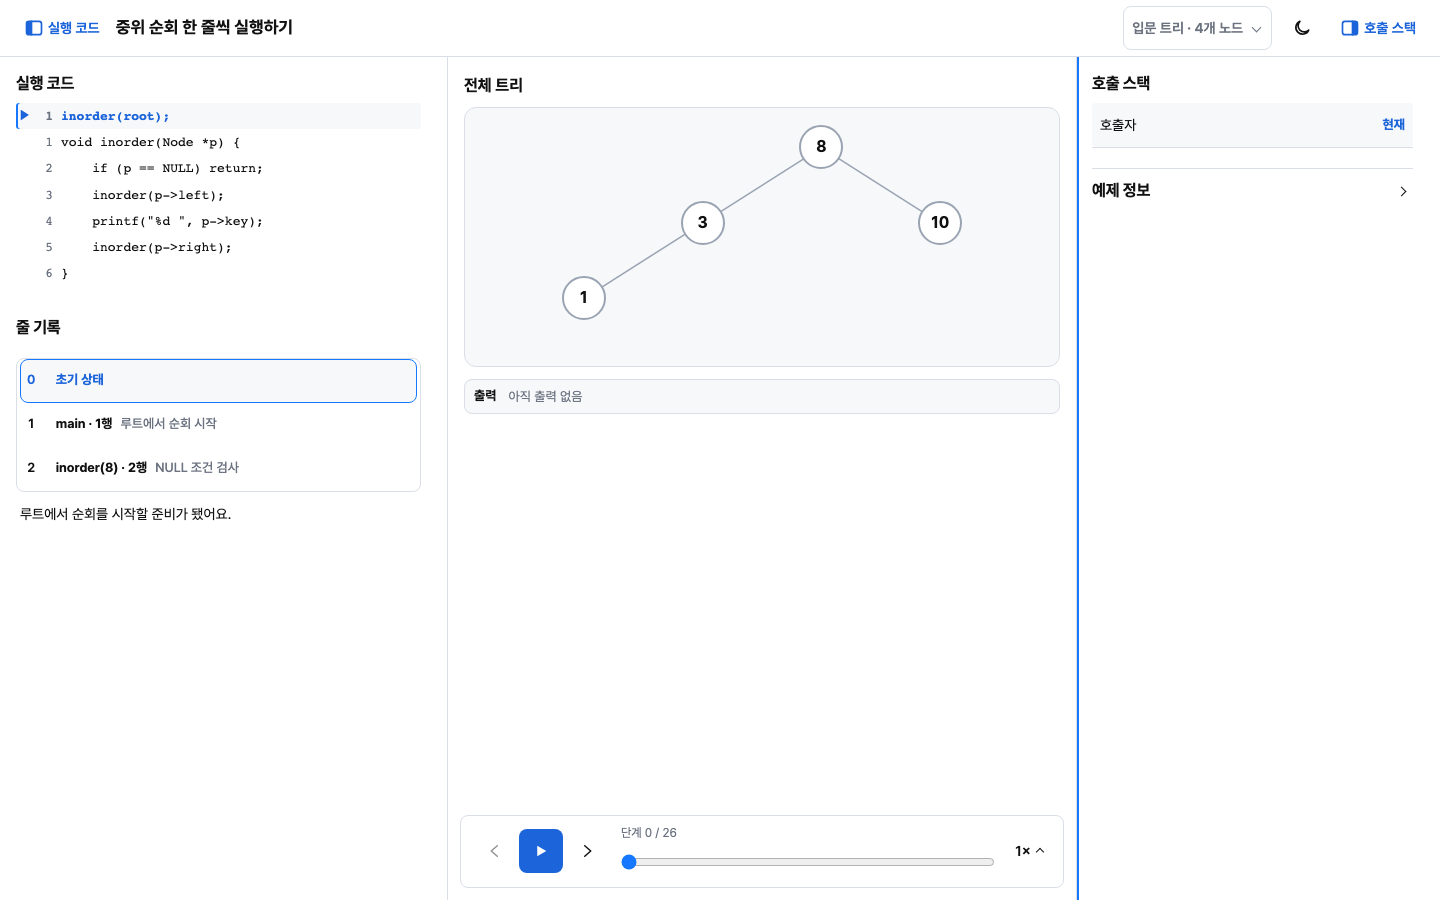 실행 코드
중위 순회 한 줄씩 실행하기
입문 트리 · 4개 노드
호출 스택
실행 코드
1 inorder(root);
1 void inorder(Node *p) {
2 if (p == NULL) return;
3 inorder(p->left);
4 printf("%d ", p->key);
5 inorder(p->right);
6 }
줄 기록
0 초기 상태
1 main · 1행 루트에서 순회 시작
2 inorder(8) · 2행 NULL 조건 검사
루트에서 순회를 시작할 준비가 됐어요.
전체 트리
8
3
10
1
출력 아직 출력 없음
단계 0 / 26
1×
호출 스택
호출자 현재
예제 정보